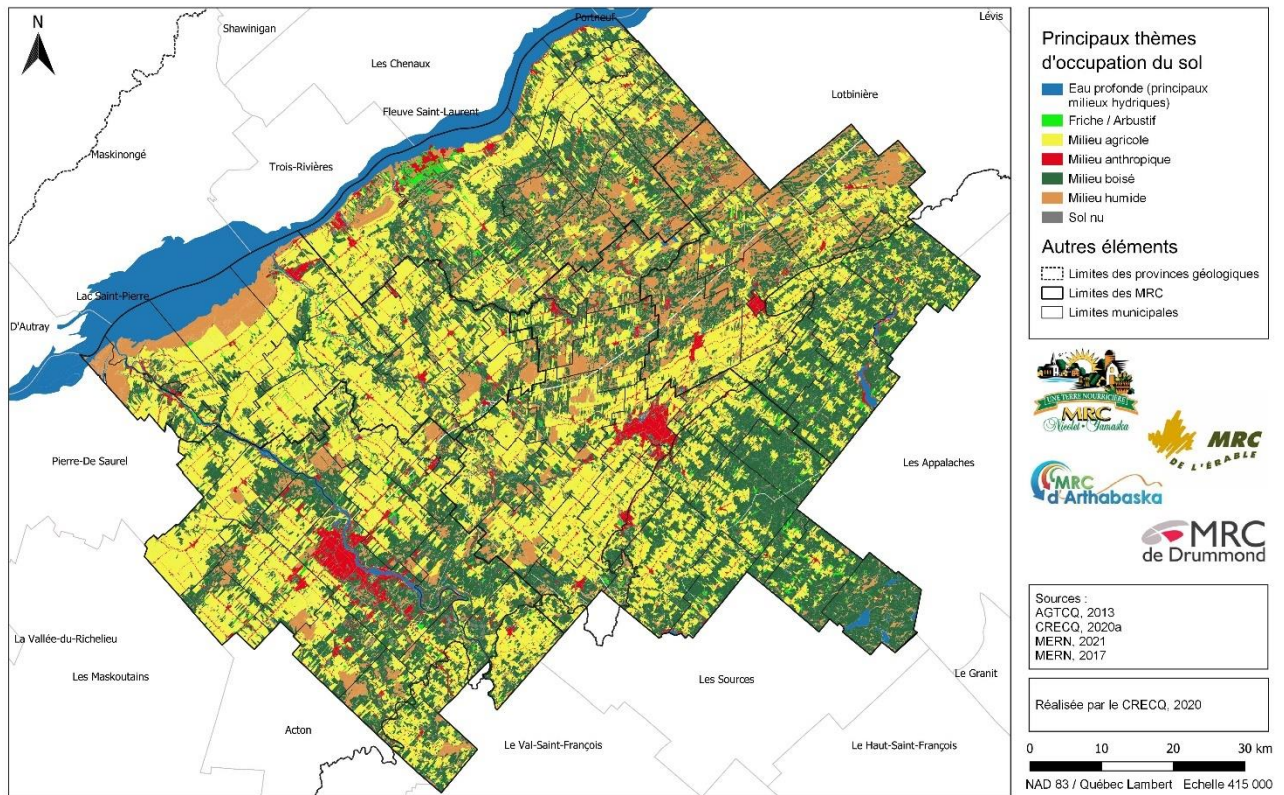 N
Shawinigan
Portneuf
Lévis
Les Chenaux
Lotbinière
Fleuve Saint-Laurent
Maskinongé
Trois-Rivières
Lac Saint-Pierre
D'Autray
Pierre-De Saurel
Les Appalaches
La Vallée-du-Richelieu
Les Maskoutains
Les Sources
Le Granit
Acton
Le Val-Saint-François
Le Haut-Saint-François
Principaux thèmes
d'occupation du sol
Eau profonde (principaux
milieux hydriques)
Friche / Arbustif
Milieu agricole
Milieu anthropique
Milieu boisé
Milieu humide
Sol nu
Autres éléments
Limites des provinces géologiques
Limites des MRC
Limites municipales
UNE TERRE NOURRICIÈRE
MRC
Nicolet • Yamaska
MRC
DE L'ÉRABLE
MRC
d'Arthabaska
MRC
de Drummond
Sources :
AGTCQ, 2013
CRECQ, 2020a
MERN, 2021
MERN, 2017
Réalisée par le CRECQ, 2020
0 10 20 30 km
NAD 83 / Québec Lambert Echelle 415 000